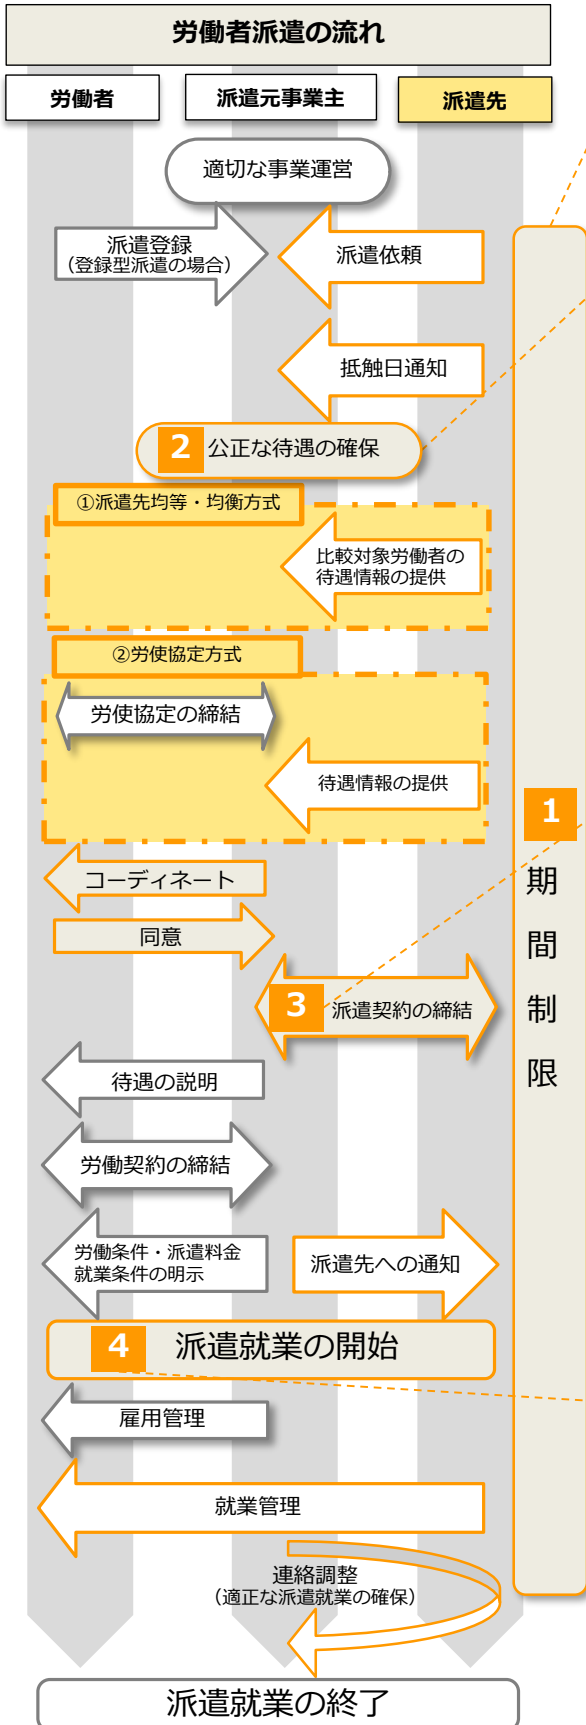 労働者派遣の流れ
労働者
派遣元事業主
派遣先
適切な事業運営
派遣登録
（登録型派遣の場合）
派遣依頼
抵触日通知
2 公正な待遇の確保
①派遣先均等・均衡方式
比較対象労働者の
待遇情報の提供
②労使協定方式
労使協定の締結
待遇情報の提供
1
期
間
制
限
コーディネート
同意
3 派遣契約の締結
待遇の説明
労働契約の締結
労働条件・派遣料金
就業条件の明示
派遣先への通知
4 派遣就業の開始
雇用管理
就業管理
連絡調整
（適正な派遣就業の確保）
派遣就業の終了